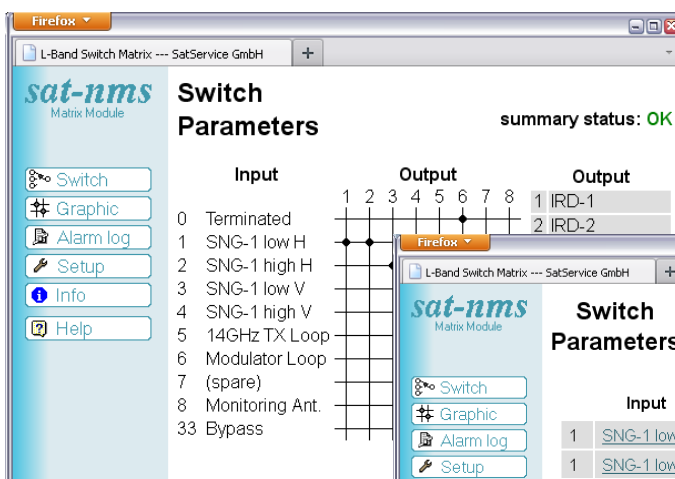 Firefox
L-Band Switch Matrix --- SatService GmbH
sat-nms
Matrix Module
Switch
Graphic
Alarm log
Setup
Info
Help
Switch
Parameters
summary status: OK
Input
Output
Output
1 2 3 4 5 6 7 8
1 IRD-1
2 IRD-2
0 Terminated
1 SNG-1 low H
2 SNG-1 high H
3 SNG-1 low V
4 SNG-1 high V
5 14GHz TX Loop
6 Modulator Loop
7 (spare)
8 Monitoring Ant.
33 Bypass
Firefox
L-Band Switch Matrix --- SatService GmbH
sat-nms
Matrix Module
Switch
Graphic
Alarm log
Setup
Switch
Parameters
Input
1 SNG-1 low
1 SNG-1 low